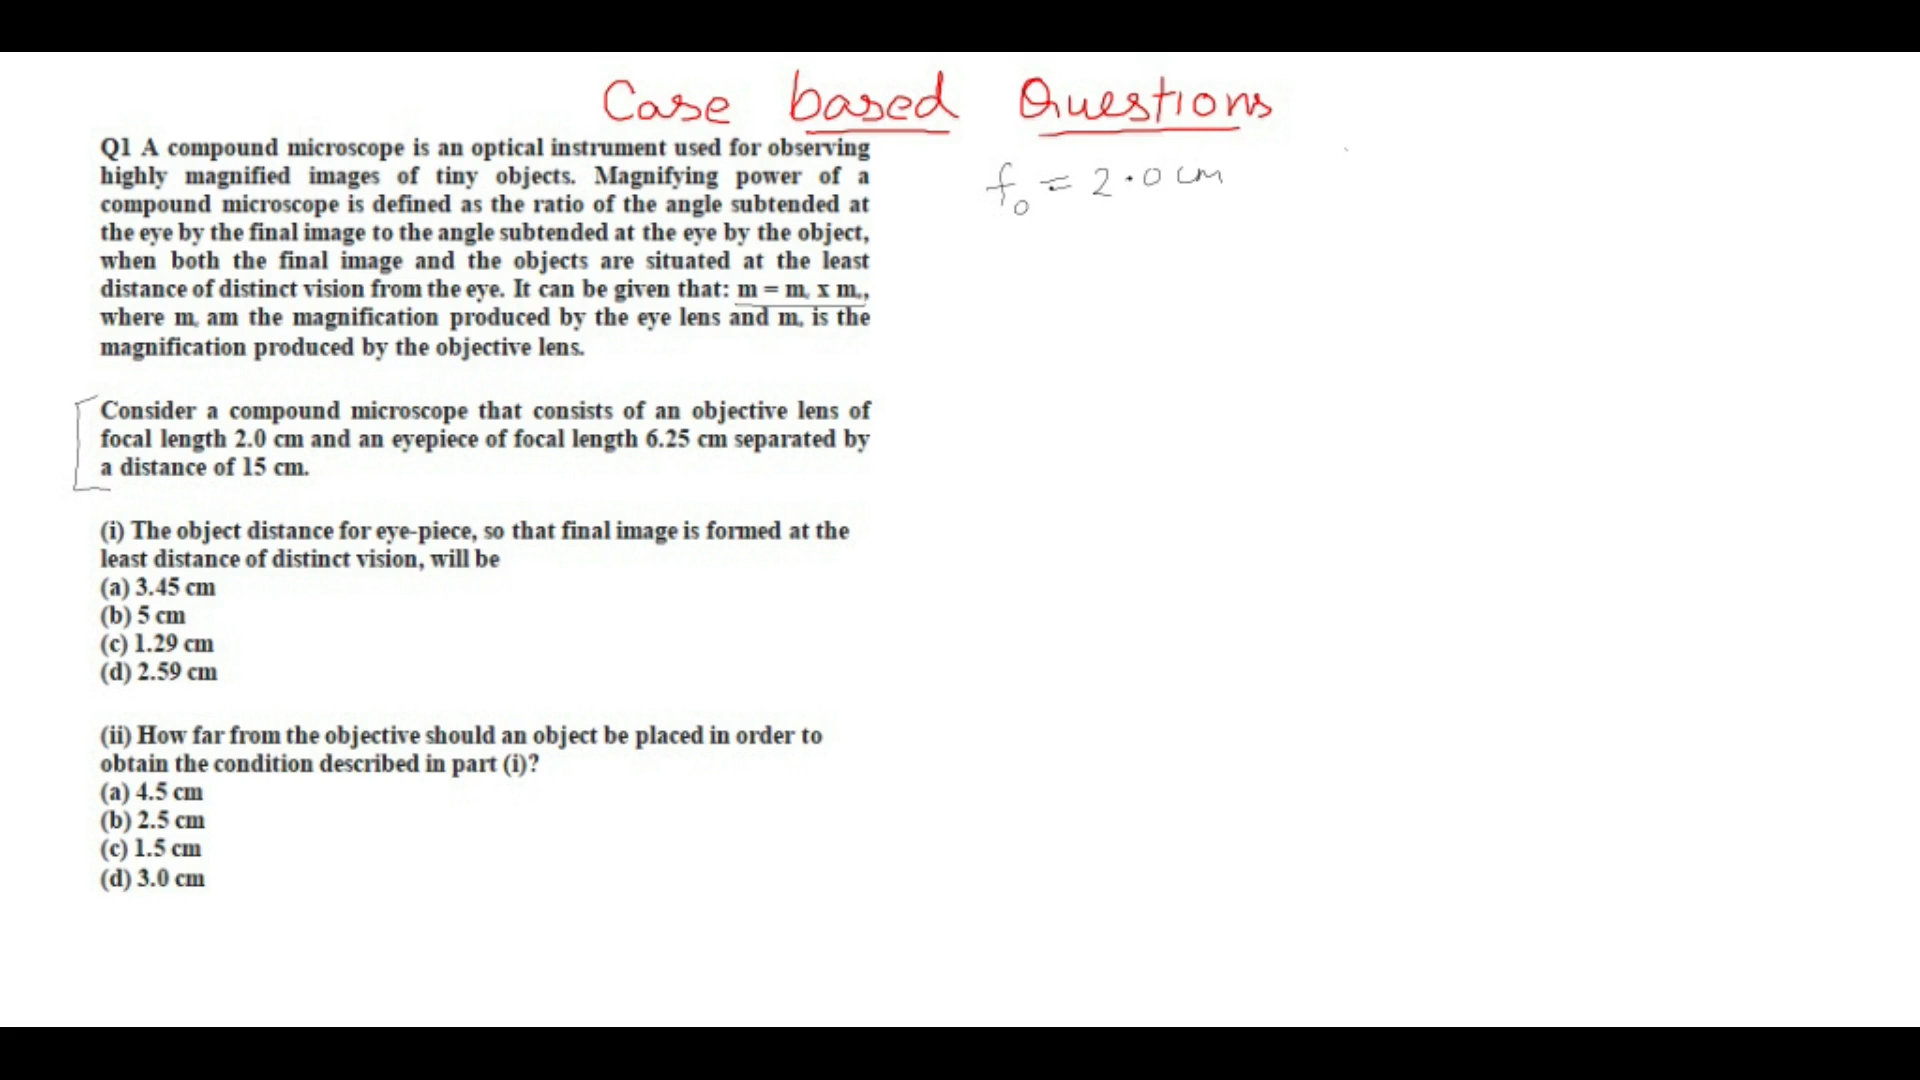 Case based Questions
Q1 A compound microscope is an optical instrument used for observing
highly magnified images of tiny objects. Magnifying power of a
compound microscope is defined as the ratio of the angle subtended at
the eye by the final image to the angle subtended at the eye by the object,
when both the final image and the objects are situated at the least
distance of distinct vision from the eye. It can be given that: m = m x m,
where m am the magnification produced by the eye lens and m is the
magnification produced by the objective lens.
Consider a compound microscope that consists of an objective lens of
focal length 2.0 cm and an eyepiece of focal length 6.25 cm separated by
a distance of 15 cm.
(i) The object distance for eye-piece, so that final image is formed at the
least distance of distinct vision, will be
(a) 3.45 cm
(b) 5 cm
(c) 1.29 cm
(d) 2.59 cm
(ii) How far from the objective should an object be placed in order to
obtain the condition described in part (i)?
(a) 4.5 cm
(b) 2.5 cm
(c) 1.5 cm
(d) 3.0 cm
f₀ = 2.0 cm